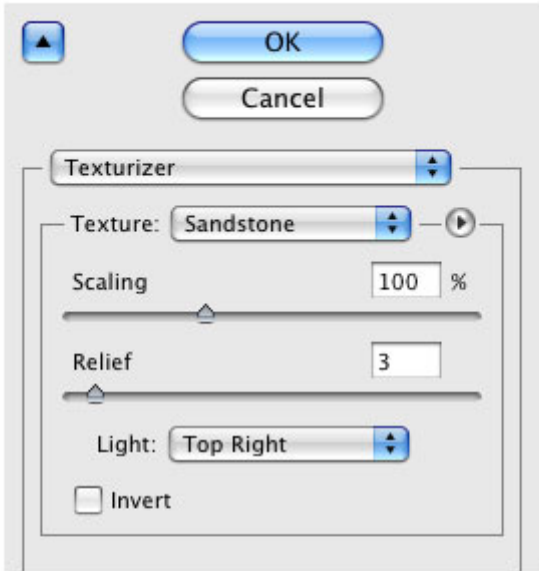 OK
Cancel
Texturizer
Texture: Sandstone
Scaling 100 %
Relief 3
Light: Top Right
Invert